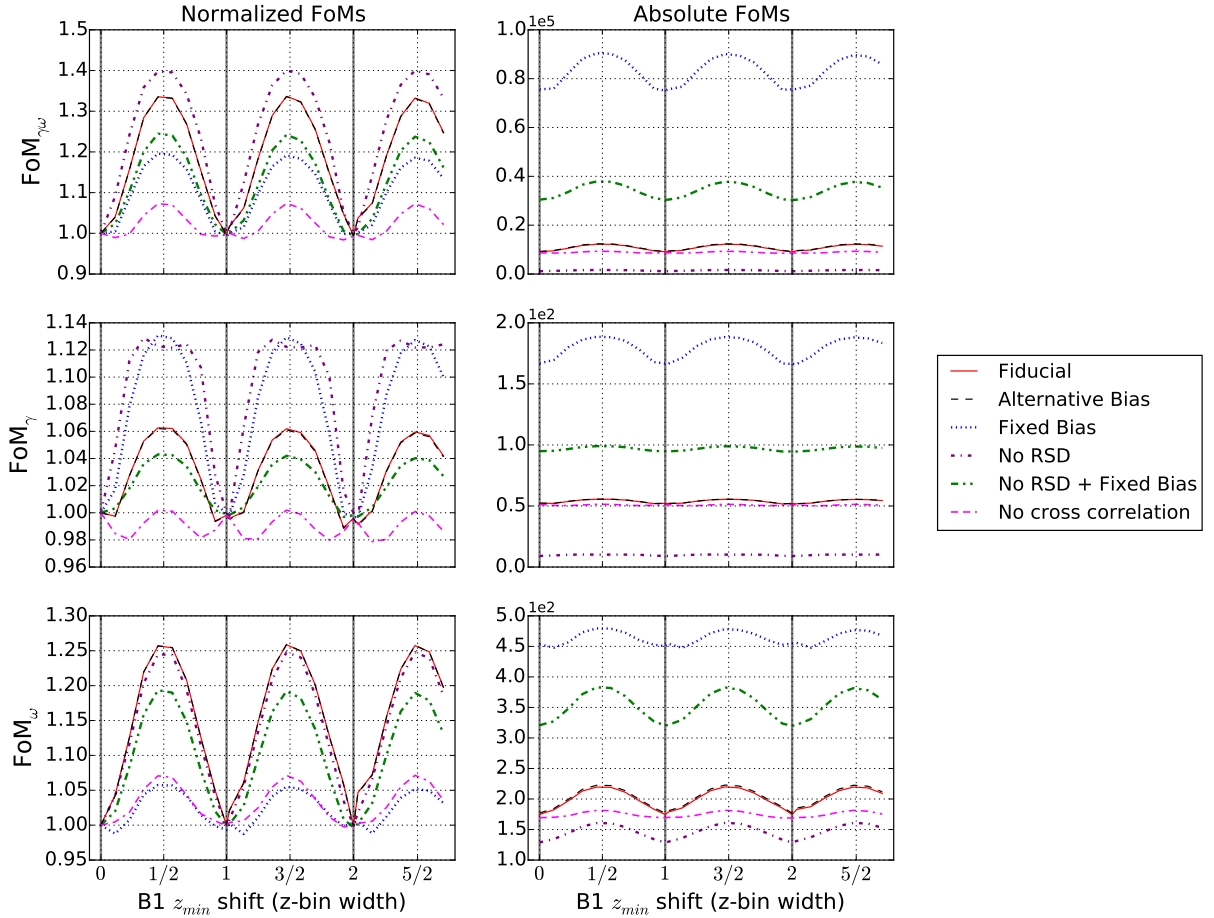 Normalized FoMs
Absolute FoMs
FoM_{γω}
1.5
1.4
1.3
1.2
1.1
1.0
0.9
1e5
1.0
0.8
0.6
0.4
0.2
0.0
FoM_γ
1.14
1.12
1.10
1.08
1.06
1.04
1.02
1.00
0.98
0.96
1e2
2.0
1.5
1.0
0.5
0.0
Fiducial
Alternative Bias
Fixed Bias
No RSD
No RSD + Fixed Bias
No cross correlation
FoM_ω
1.30
1.25
1.20
1.15
1.10
1.05
1.00
0.95
1e2
5.0
4.5
4.0
3.5
3.0
2.5
2.0
1.5
1.0
0 1/2 1 3/2 2 5/2
0 1/2 1 3/2 2 5/2
B1 z_{min} shift (z-bin width)
B1 z_{min} shift (z-bin width)